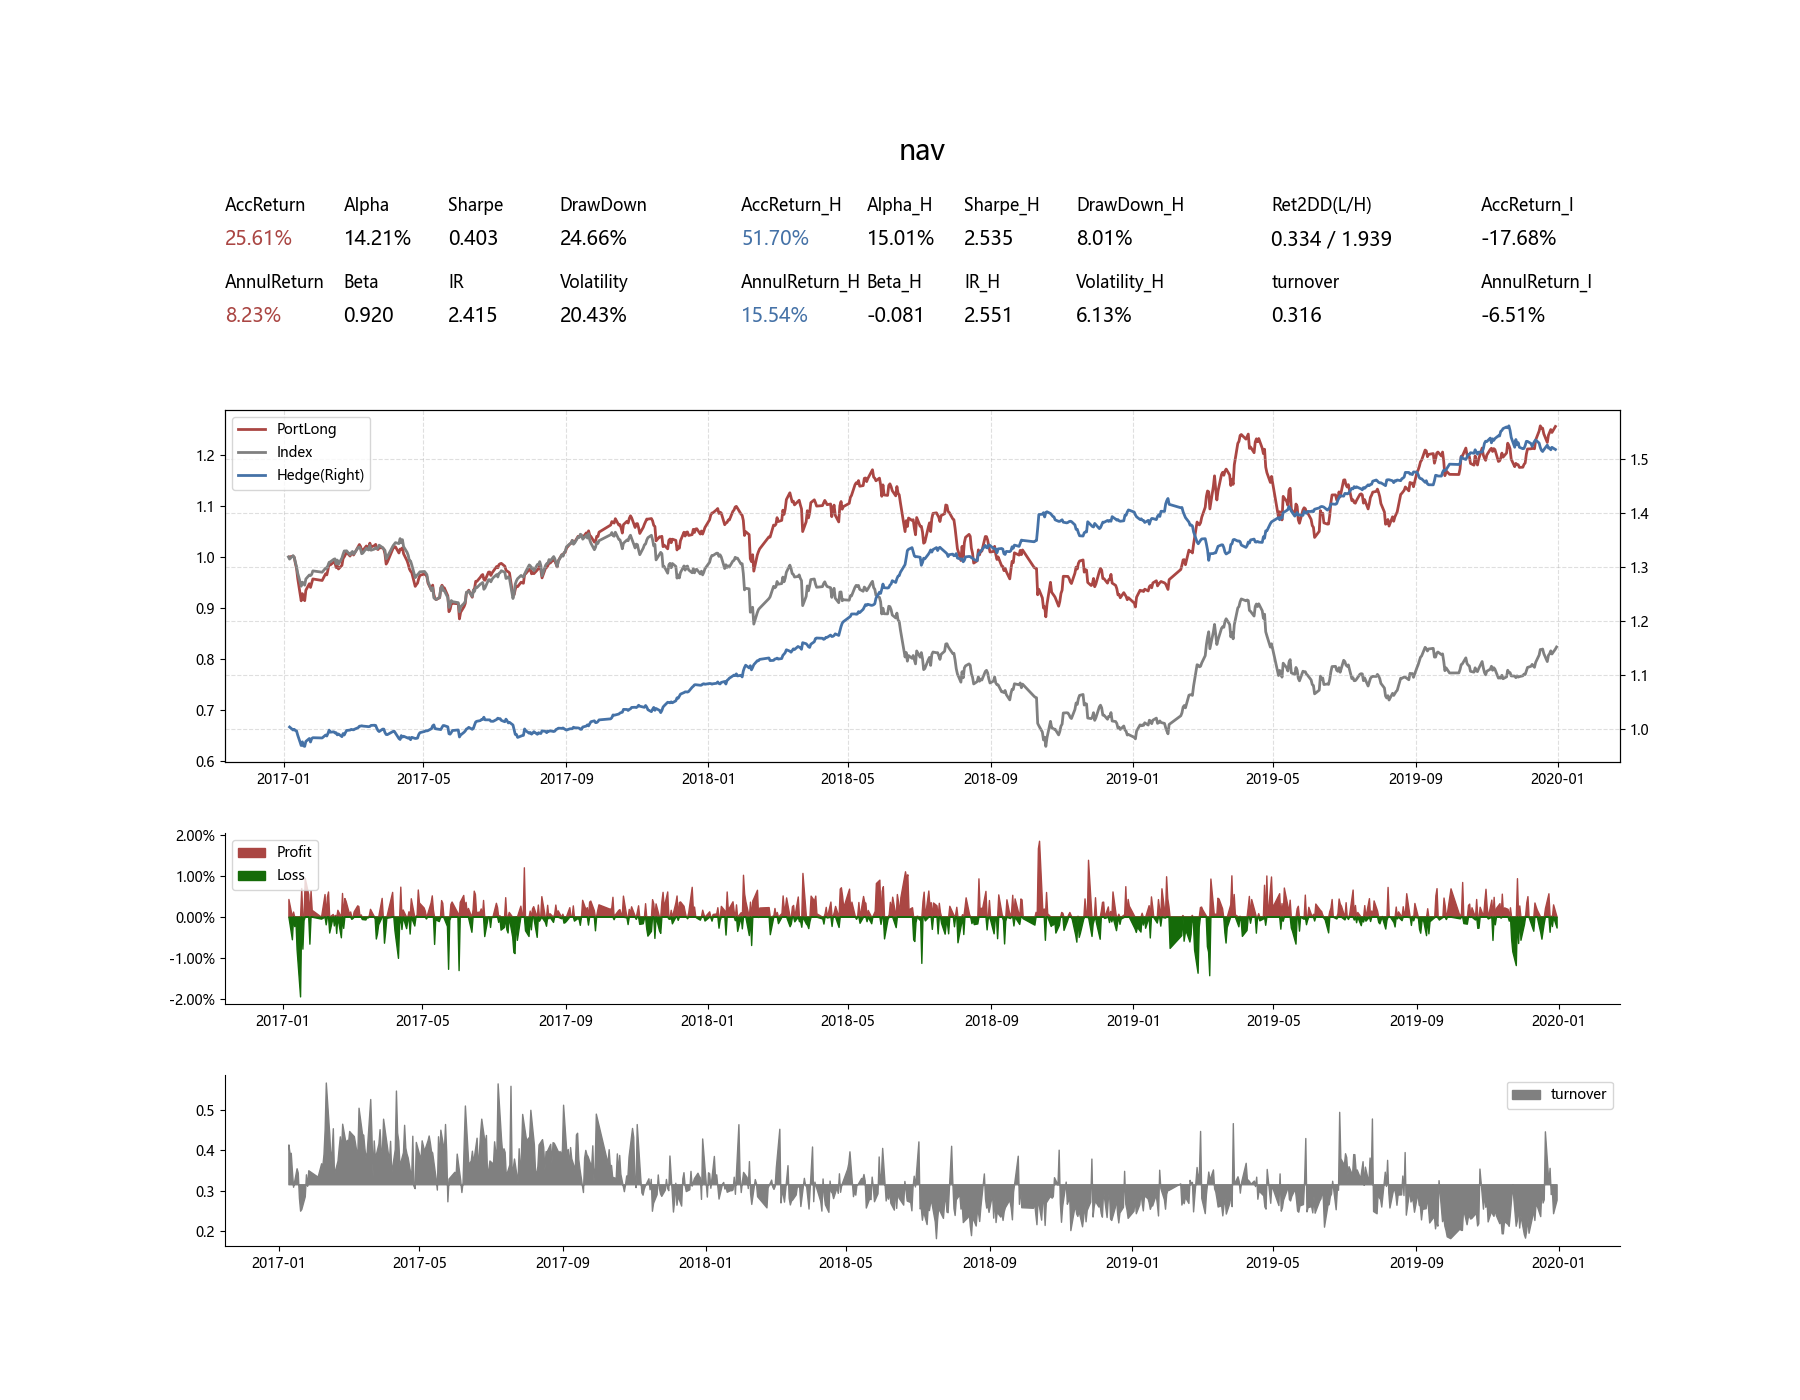 nav
AccReturn Alpha Sharpe DrawDown AccReturn_H Alpha_H Sharpe_H DrawDown_H Ret2DD(L/H) AccReturn_I
25.61% 14.21% 0.403 24.66% 51.70% 15.01% 2.535 8.01% 0.334 / 1.939 -17.68%
AnnulReturn Beta IR Volatility AnnulReturn_H Beta_H IR_H Volatility_H turnover AnnulReturn_I
8.23% 0.920 2.415 20.43% 15.54% -0.081 2.551 6.13% 0.316 -6.51%
PortLong
Index
Hedge(Right)
1.2
1.1
1.0
0.9
0.8
0.7
0.6
1.5
1.4
1.3
1.2
1.1
1.0
2017-01 2017-05 2017-09 2018-01 2018-05 2018-09 2019-01 2019-05 2019-09 2020-01
Profit
Loss
2.00%
1.00%
0.00%
-1.00%
-2.00%
2017-01 2017-05 2017-09 2018-01 2018-05 2018-09 2019-01 2019-05 2019-09 2020-01
turnover
0.5
0.4
0.3
0.2
2017-01 2017-05 2017-09 2018-01 2018-05 2018-09 2019-01 2019-05 2019-09 2020-01